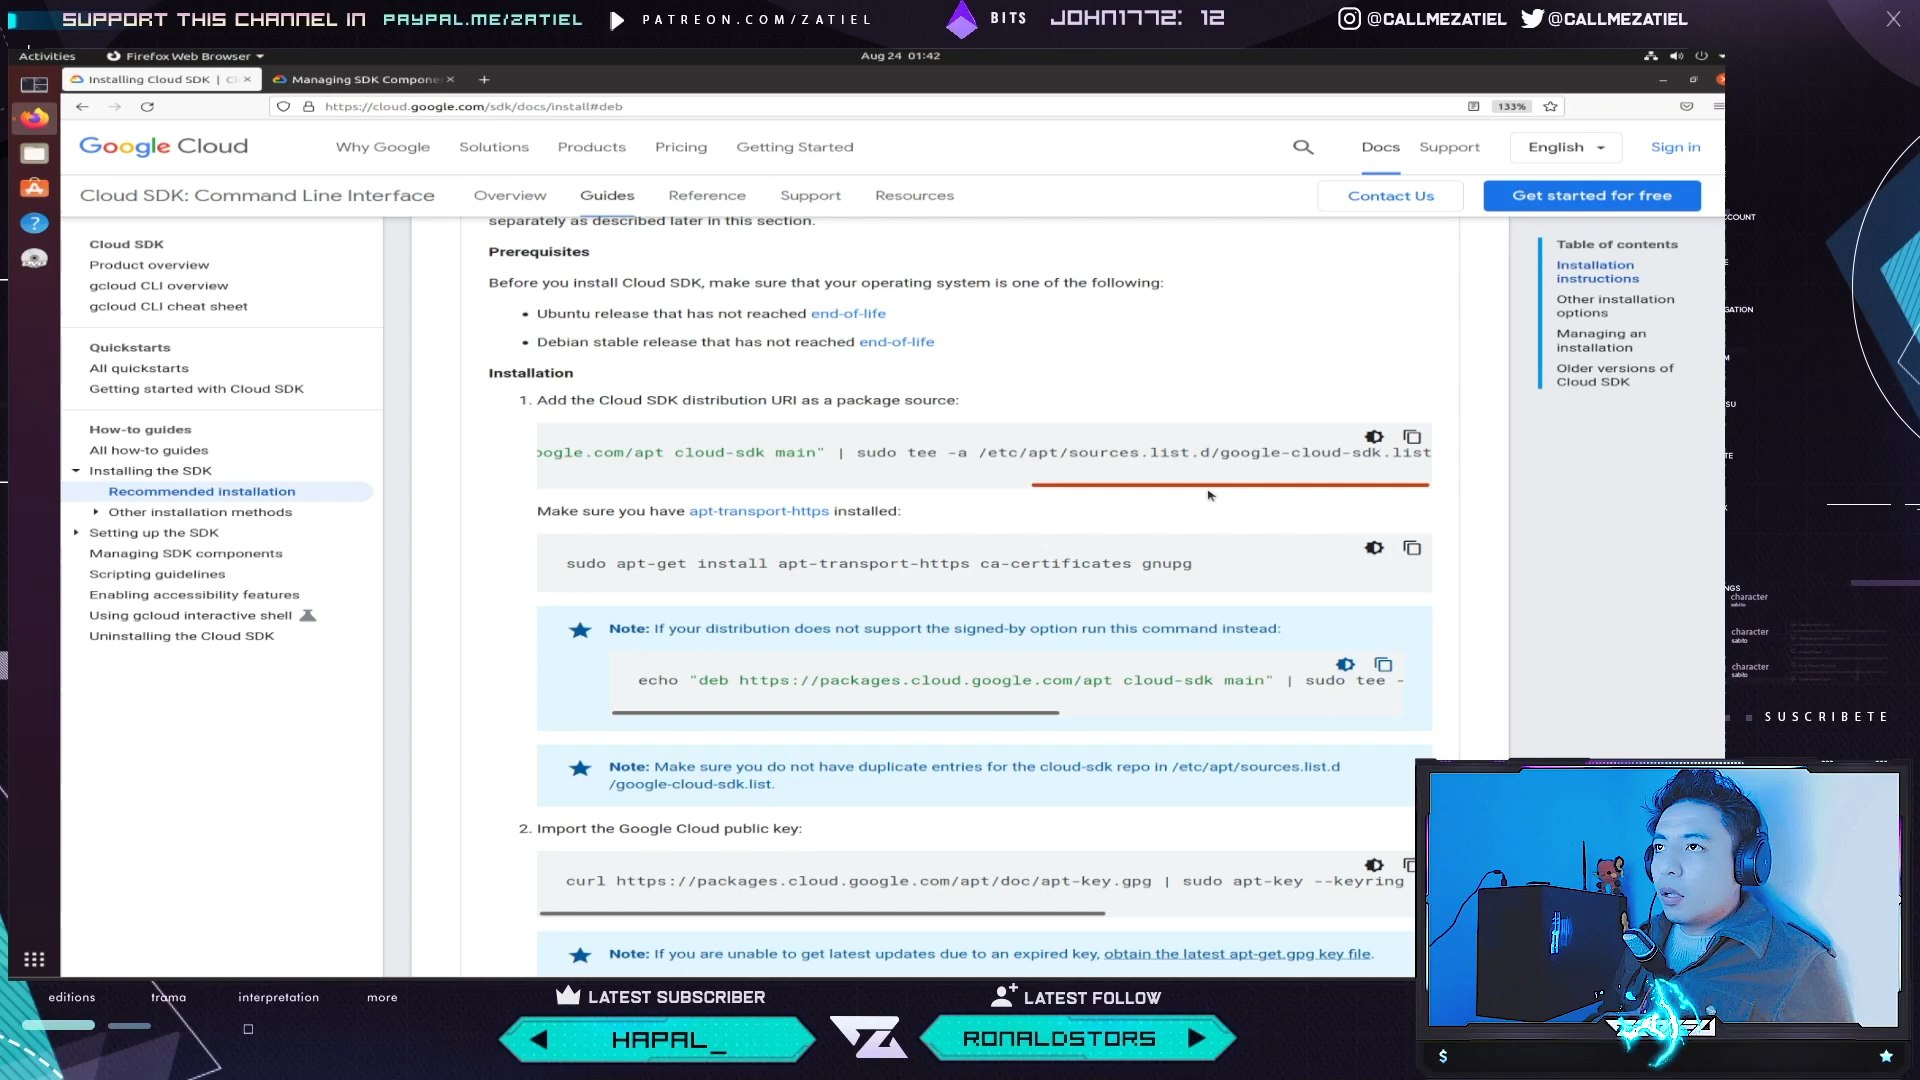 SUPPORT THIS CHANNEL IN PAYPAL.ME/ZATIEL PATREON.COM/ZATIEL BITS JOHN1772: 12 @CALLMEZATIEL @CALLMEZATIEL
Activities Firefox Web Browser Aug 24 01:42
Installing Cloud SDK | Managing SDK Compone
https://cloud.google.com/sdk/docs/install#deb 133%
Google Cloud Why Google Solutions Products Pricing Getting Started Docs Support English Sign in
Cloud SDK: Command Line Interface Overview Guides Reference Support Resources Contact Us Get started for free
Cloud SDK
Product overview
gcloud CLI overview
gcloud CLI cheat sheet
Quickstarts
All quickstarts
Getting started with Cloud SDK
How-to guides
All how-to guides
Installing the SDK
Recommended installation
Other installation methods
Setting up the SDK
Managing SDK components
Scripting guidelines
Enabling accessibility features
Using gcloud interactive shell
Uninstalling the Cloud SDK
separately as described later in this section.
Prerequisites
Before you install Cloud SDK, make sure that your operating system is one of the following:
• Ubuntu release that has not reached end-of-life
• Debian stable release that has not reached end-of-life
Installation
1. Add the Cloud SDK distribution URI as a package source:
oogle.com/apt cloud-sdk main" | sudo tee -a /etc/apt/sources.list.d/google-cloud-sdk.list
Make sure you have apt-transport-https installed:
sudo apt-get install apt-transport-https ca-certificates gnupg
Note: If your distribution does not support the signed-by option run this command instead:
echo "deb https://packages.cloud.google.com/apt cloud-sdk main" | sudo tee -
Note: Make sure you do not have duplicate entries for the cloud-sdk repo in /etc/apt/sources.list.d
/google-cloud-sdk.list.
2. Import the Google Cloud public key:
curl https://packages.cloud.google.com/apt/doc/apt-key.gpg | sudo apt-key --keyring
Note: If you are unable to get latest updates due to an expired key, obtain the latest apt-get.gpg key file.
Table of contents
Installation
instructions
Other installation
options
Managing an
installation
Older versions of
Cloud SDK
character
character
sabito
character
sabito
SUSCRIBETE
editions trama interpretation more
LATEST SUBSCRIBER
HAPAL_
LATEST FOLLOW
RONALDSTORS
$